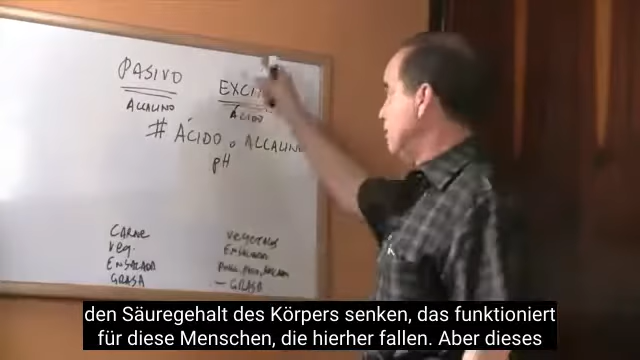 PASIVO
ALCALINO
EXCI
ÁCIDO
# ÁCIDO o ALCALINO
pH
CARNE
Veg.
ENSALADA
GRASA
VEGETALES
ENSALADA
- GRASA
den Säuregehalt des Körpers senken, das funktioniert
für diese Menschen, die hierher fallen. Aber dieses